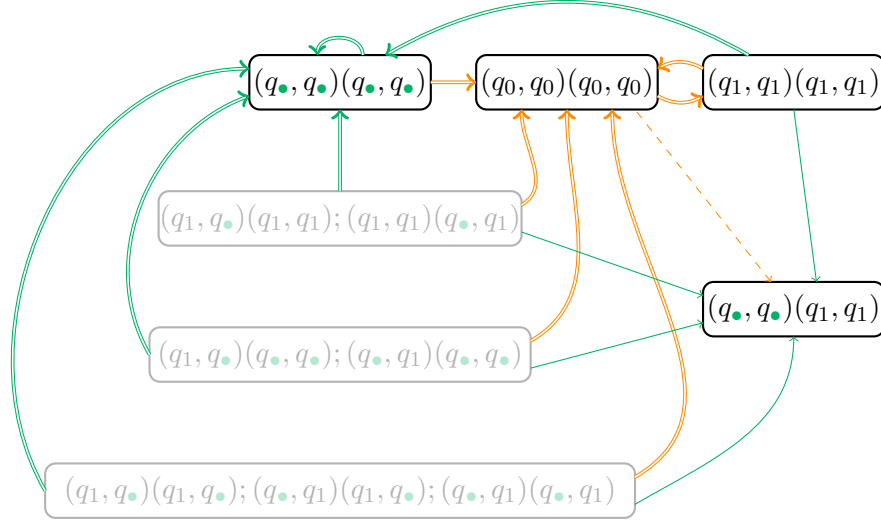 (q●, q●)(q●, q●) (q₀, q₀)(q₀, q₀) (q₁, q₁)(q₁, q₁)
(q₁, q●)(q₁, q₁); (q₁, q₁)(q●, q₁)
(q●, q●)(q₁, q₁)
(q₁, q●)(q●, q●); (q●, q₁)(q●, q●)
(q₁, q●)(q₁, q●); (q●, q₁)(q₁, q●); (q●, q₁)(q●, q₁)